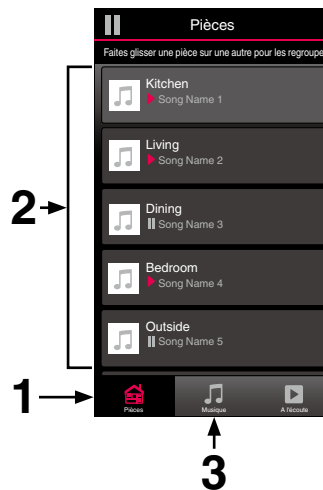 Pièces
Faites glisser une pièce sur une autre pour les regroupe
Kitchen
Song Name 1
Living
Song Name 2
2
Dining
Song Name 3
Bedroom
Song Name 4
Outside
Song Name 5
1
Pièces
Musique
A l'écoute
3